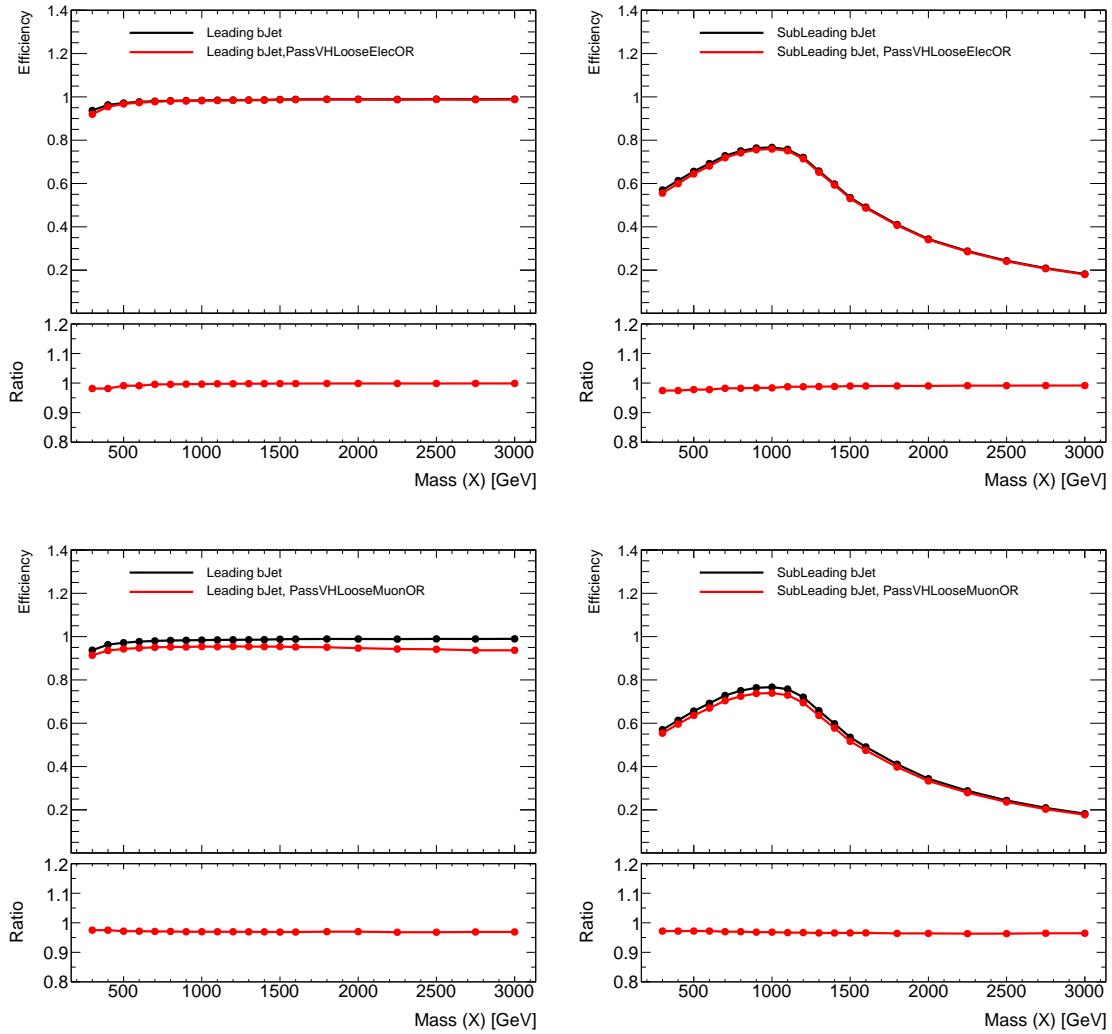 Efficiency
1.4
1.2
1
0.8
0.6
0.4
0.2
Leading bJet
Leading bJet,PassVHLooseElecOR
Ratio
1.2
1.1
1
0.9
0.8
500 1000 1500 2000 2500 3000
Mass (X) [GeV]
Efficiency
1.4
1.2
1
0.8
0.6
0.4
0.2
SubLeading bJet
SubLeading bJet, PassVHLooseElecOR
Ratio
1.2
1.1
1
0.9
0.8
500 1000 1500 2000 2500 3000
Mass (X) [GeV]
Efficiency
1.4
1.2
1
0.8
0.6
0.4
0.2
Leading bJet
Leading bJet, PassVHLooseMuonOR
Ratio
1.2
1.1
1
0.9
0.8
500 1000 1500 2000 2500 3000
Mass (X) [GeV]
Efficiency
1.4
1.2
1
0.8
0.6
0.4
0.2
SubLeading bJet
SubLeading bJet, PassVHLooseMuonOR
Ratio
1.2
1.1
1
0.9
0.8
500 1000 1500 2000 2500 3000
Mass (X) [GeV]